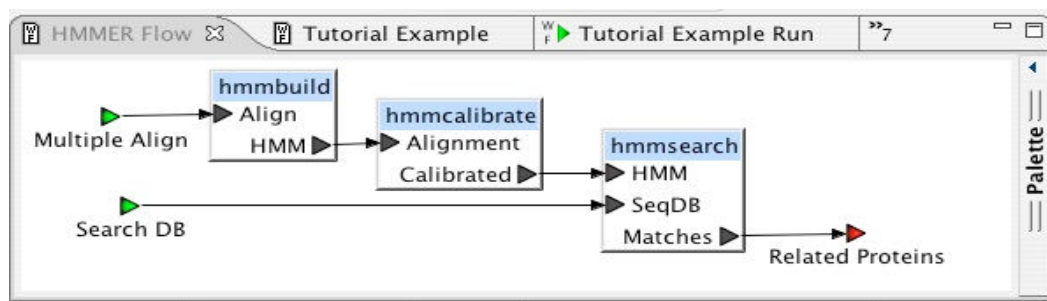 HMMER Flow
Tutorial Example
Tutorial Example Run
»7
hmmbuild
Align
HMM
Multiple Align
hmmcalibrate
Alignment
Calibrated
hmmsearch
HMM
SeqDB
Matches
Search DB
Related Proteins
Palette